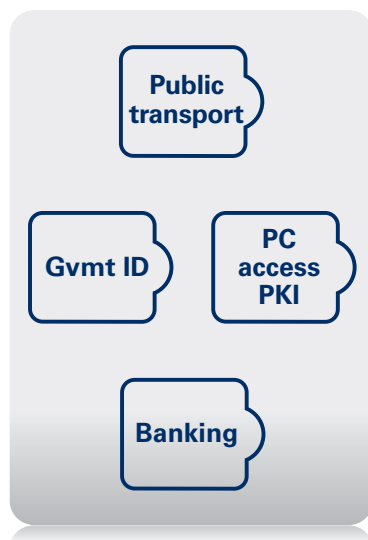 Public
transport
Gvmt ID
PC
access
PKI
Banking